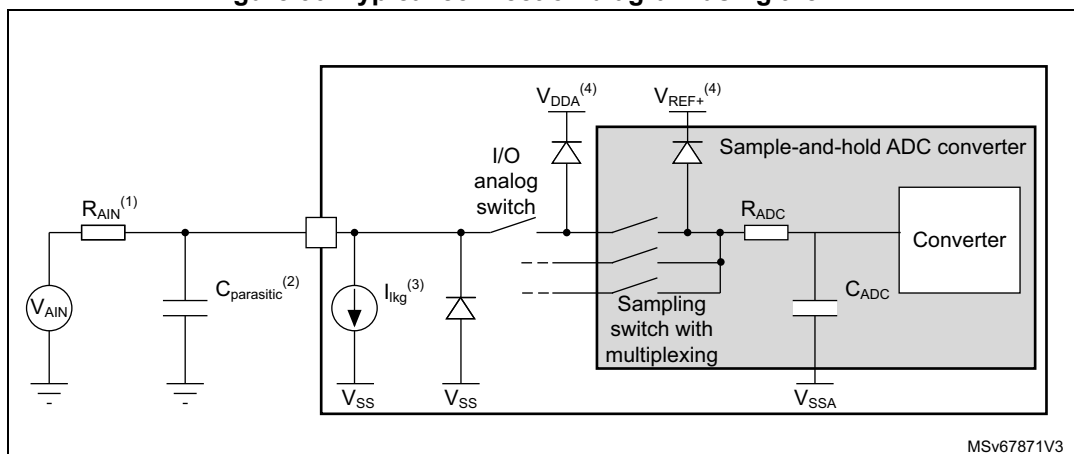 V_DDA^(4)
V_REF+^(4)
Sample-and-hold ADC converter
I/O
analog
switch
R_AIN^(1)
R_ADC
Converter
V_AIN
C_parasitic^(2)
I_lkg^(3)
C_ADC
Sampling
switch with
multiplexing
V_SS
V_SS
V_SSA
MSv67871V3